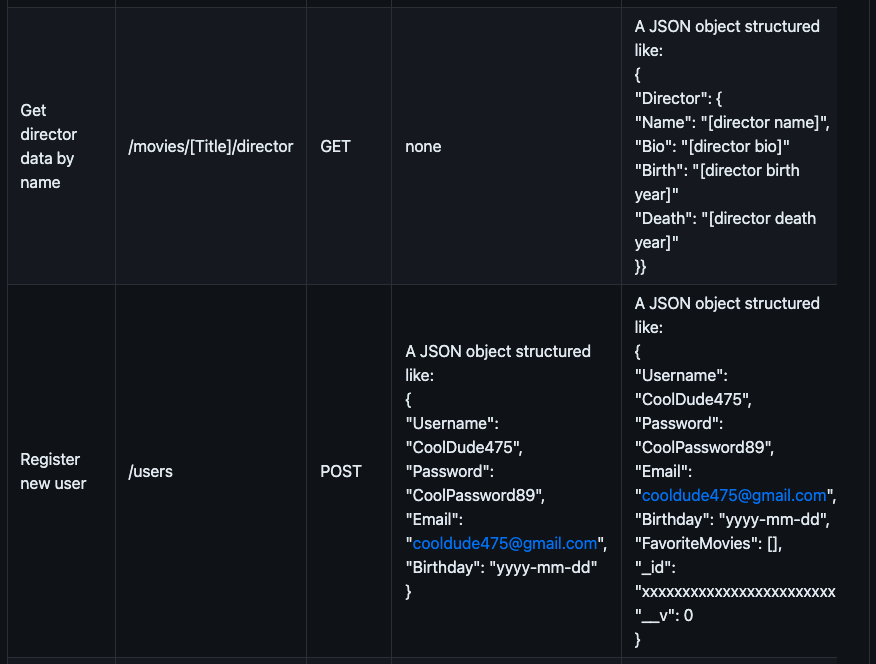 Get
director
data by
name
/movies/[Title]/director
GET
none
A JSON object structured
like:
{
"Director": {
"Name": "[director name]",
"Bio": "[director bio]"
"Birth": "[director birth
year]"
"Death": "[director death
year]"
}}
Register
new user
/users
POST
A JSON object structured
like:
{
"Username":
"CoolDude475",
"Password":
"CoolPassword89",
"Email":
"cooldude475@gmail.com",
"Birthday": "yyyy-mm-dd"
}
A JSON object structured
like:
{
"Username":
"CoolDude475",
"Password":
"CoolPassword89",
"Email":
"cooldude475@gmail.com",
"Birthday": "yyyy-mm-dd",
"FavoriteMovies": [],
"_id":
"xxxxxxxxxxxxxxxxxxxxxxxx
"__v": 0
}